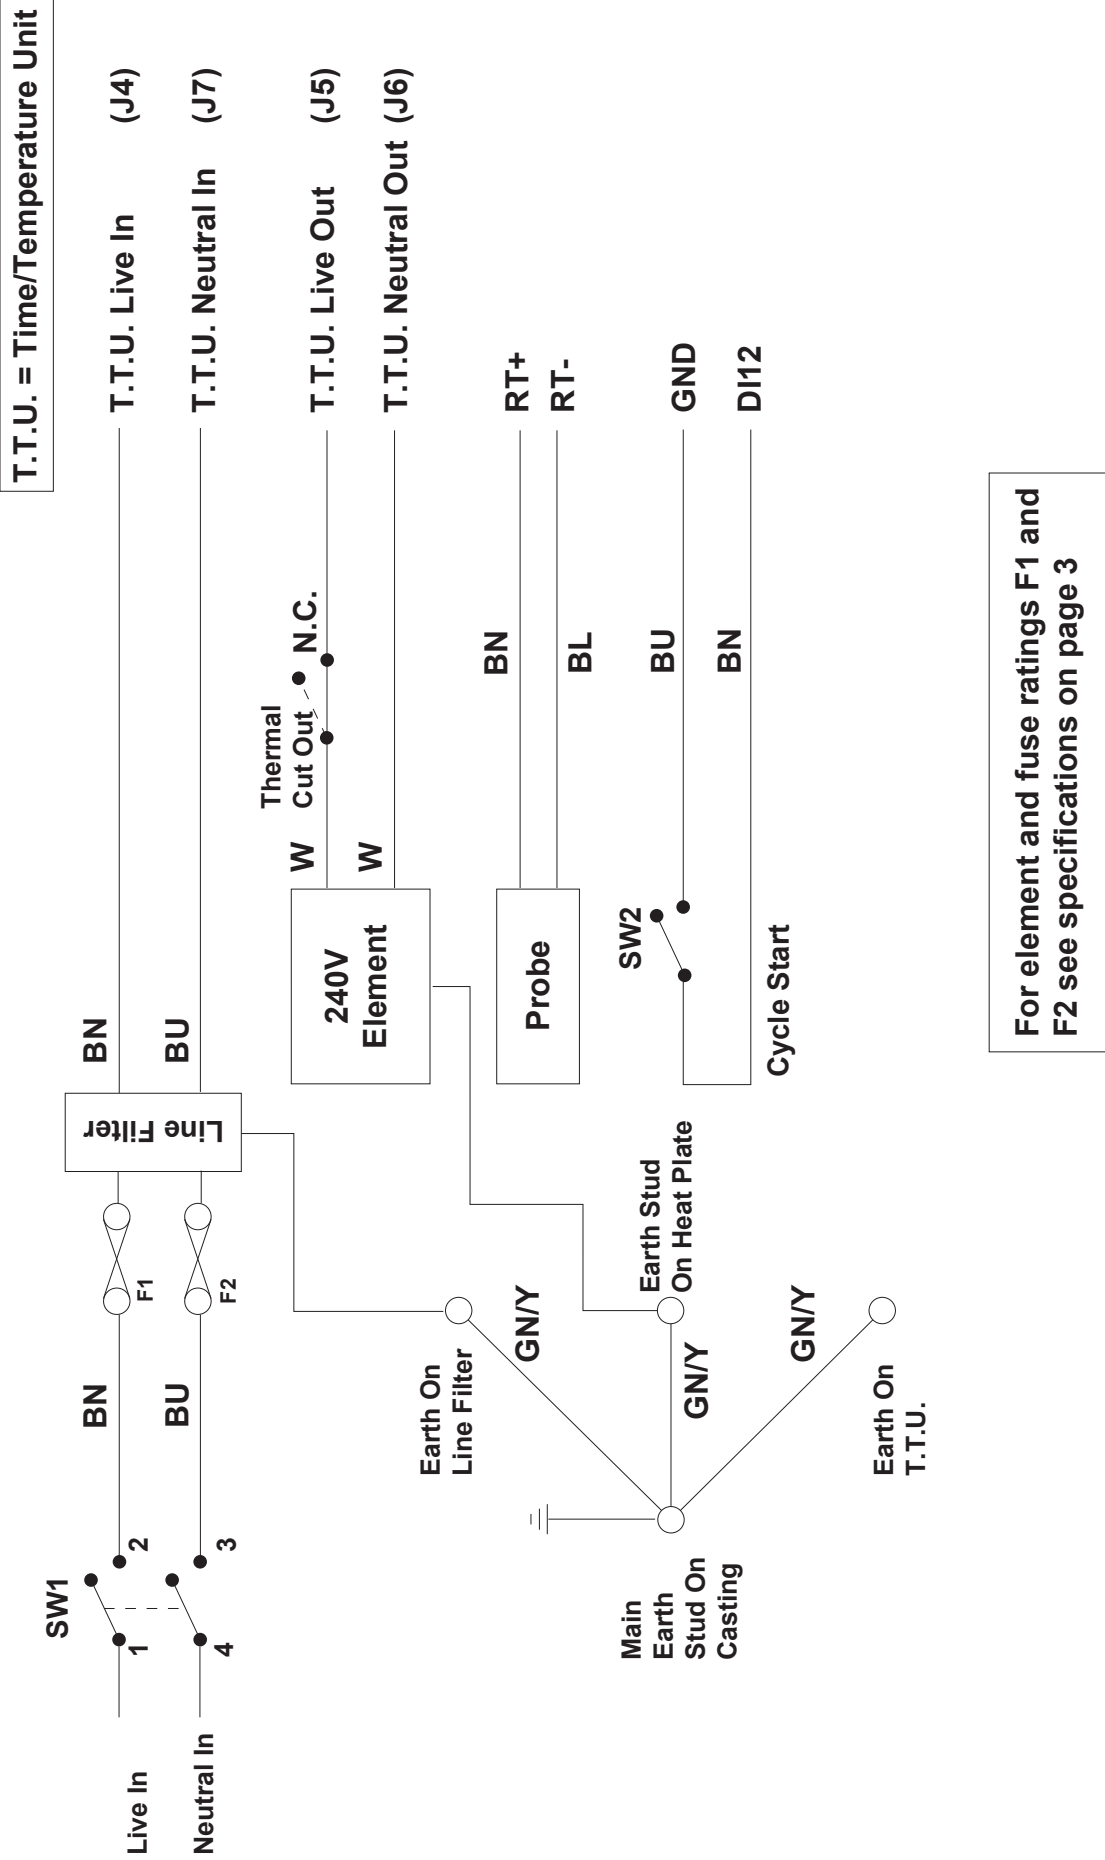 T.T.U. = Time/Temperature Unit
SW1
Live In
1
2
BN
F1
BN
T.T.U. Live In
(J4)
Neutral In
4
3
BU
F2
BU
T.T.U. Neutral In
(J7)
Line Filter
Thermal
Cut Out
N.C.
240V
Element
W
T.T.U. Live Out
(J5)
W
T.T.U. Neutral Out (J6)
Earth On
Line Filter
GN/Y
Probe
BN
RT+
BL
RT-
Main
Earth
Stud On
Casting
GN/Y
Earth Stud
On Heat Plate
SW2
BU
GND
BN
DI12
Cycle Start
GN/Y
Earth On
T.T.U.
For element and fuse ratings F1 and
F2 see specifications on page 3